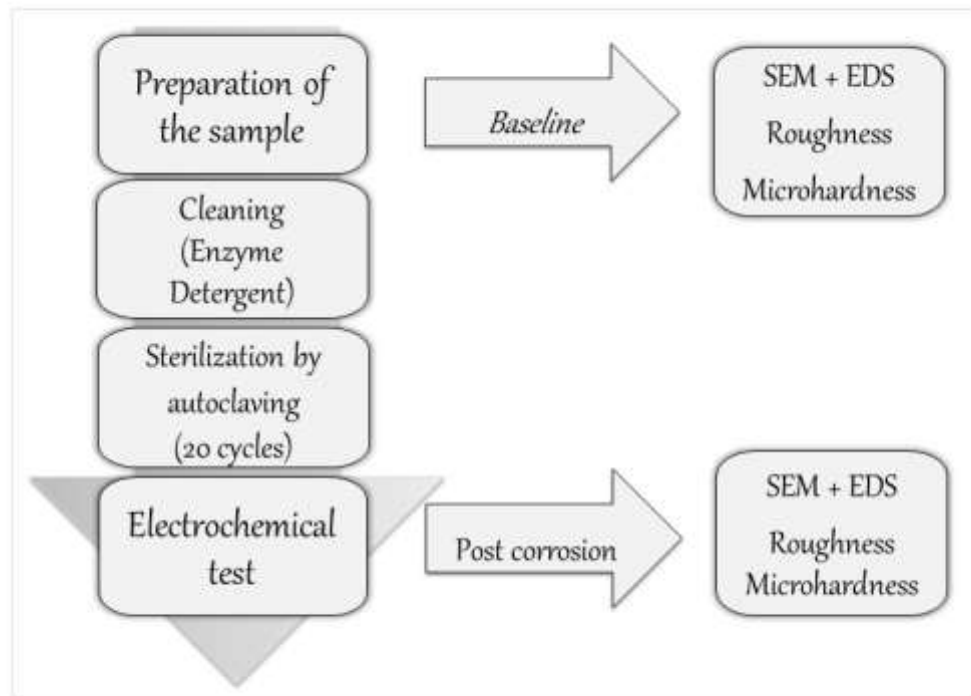 Preparation of
the sample
Baseline
SEM + EDS
Roughness
Microhardness
Cleaning
(Enzyme
Detergent)
Sterilization by
autoclaving
(20 cycles)
Electrochemical
test
Post corrosion
SEM + EDS
Roughness
Microhardness